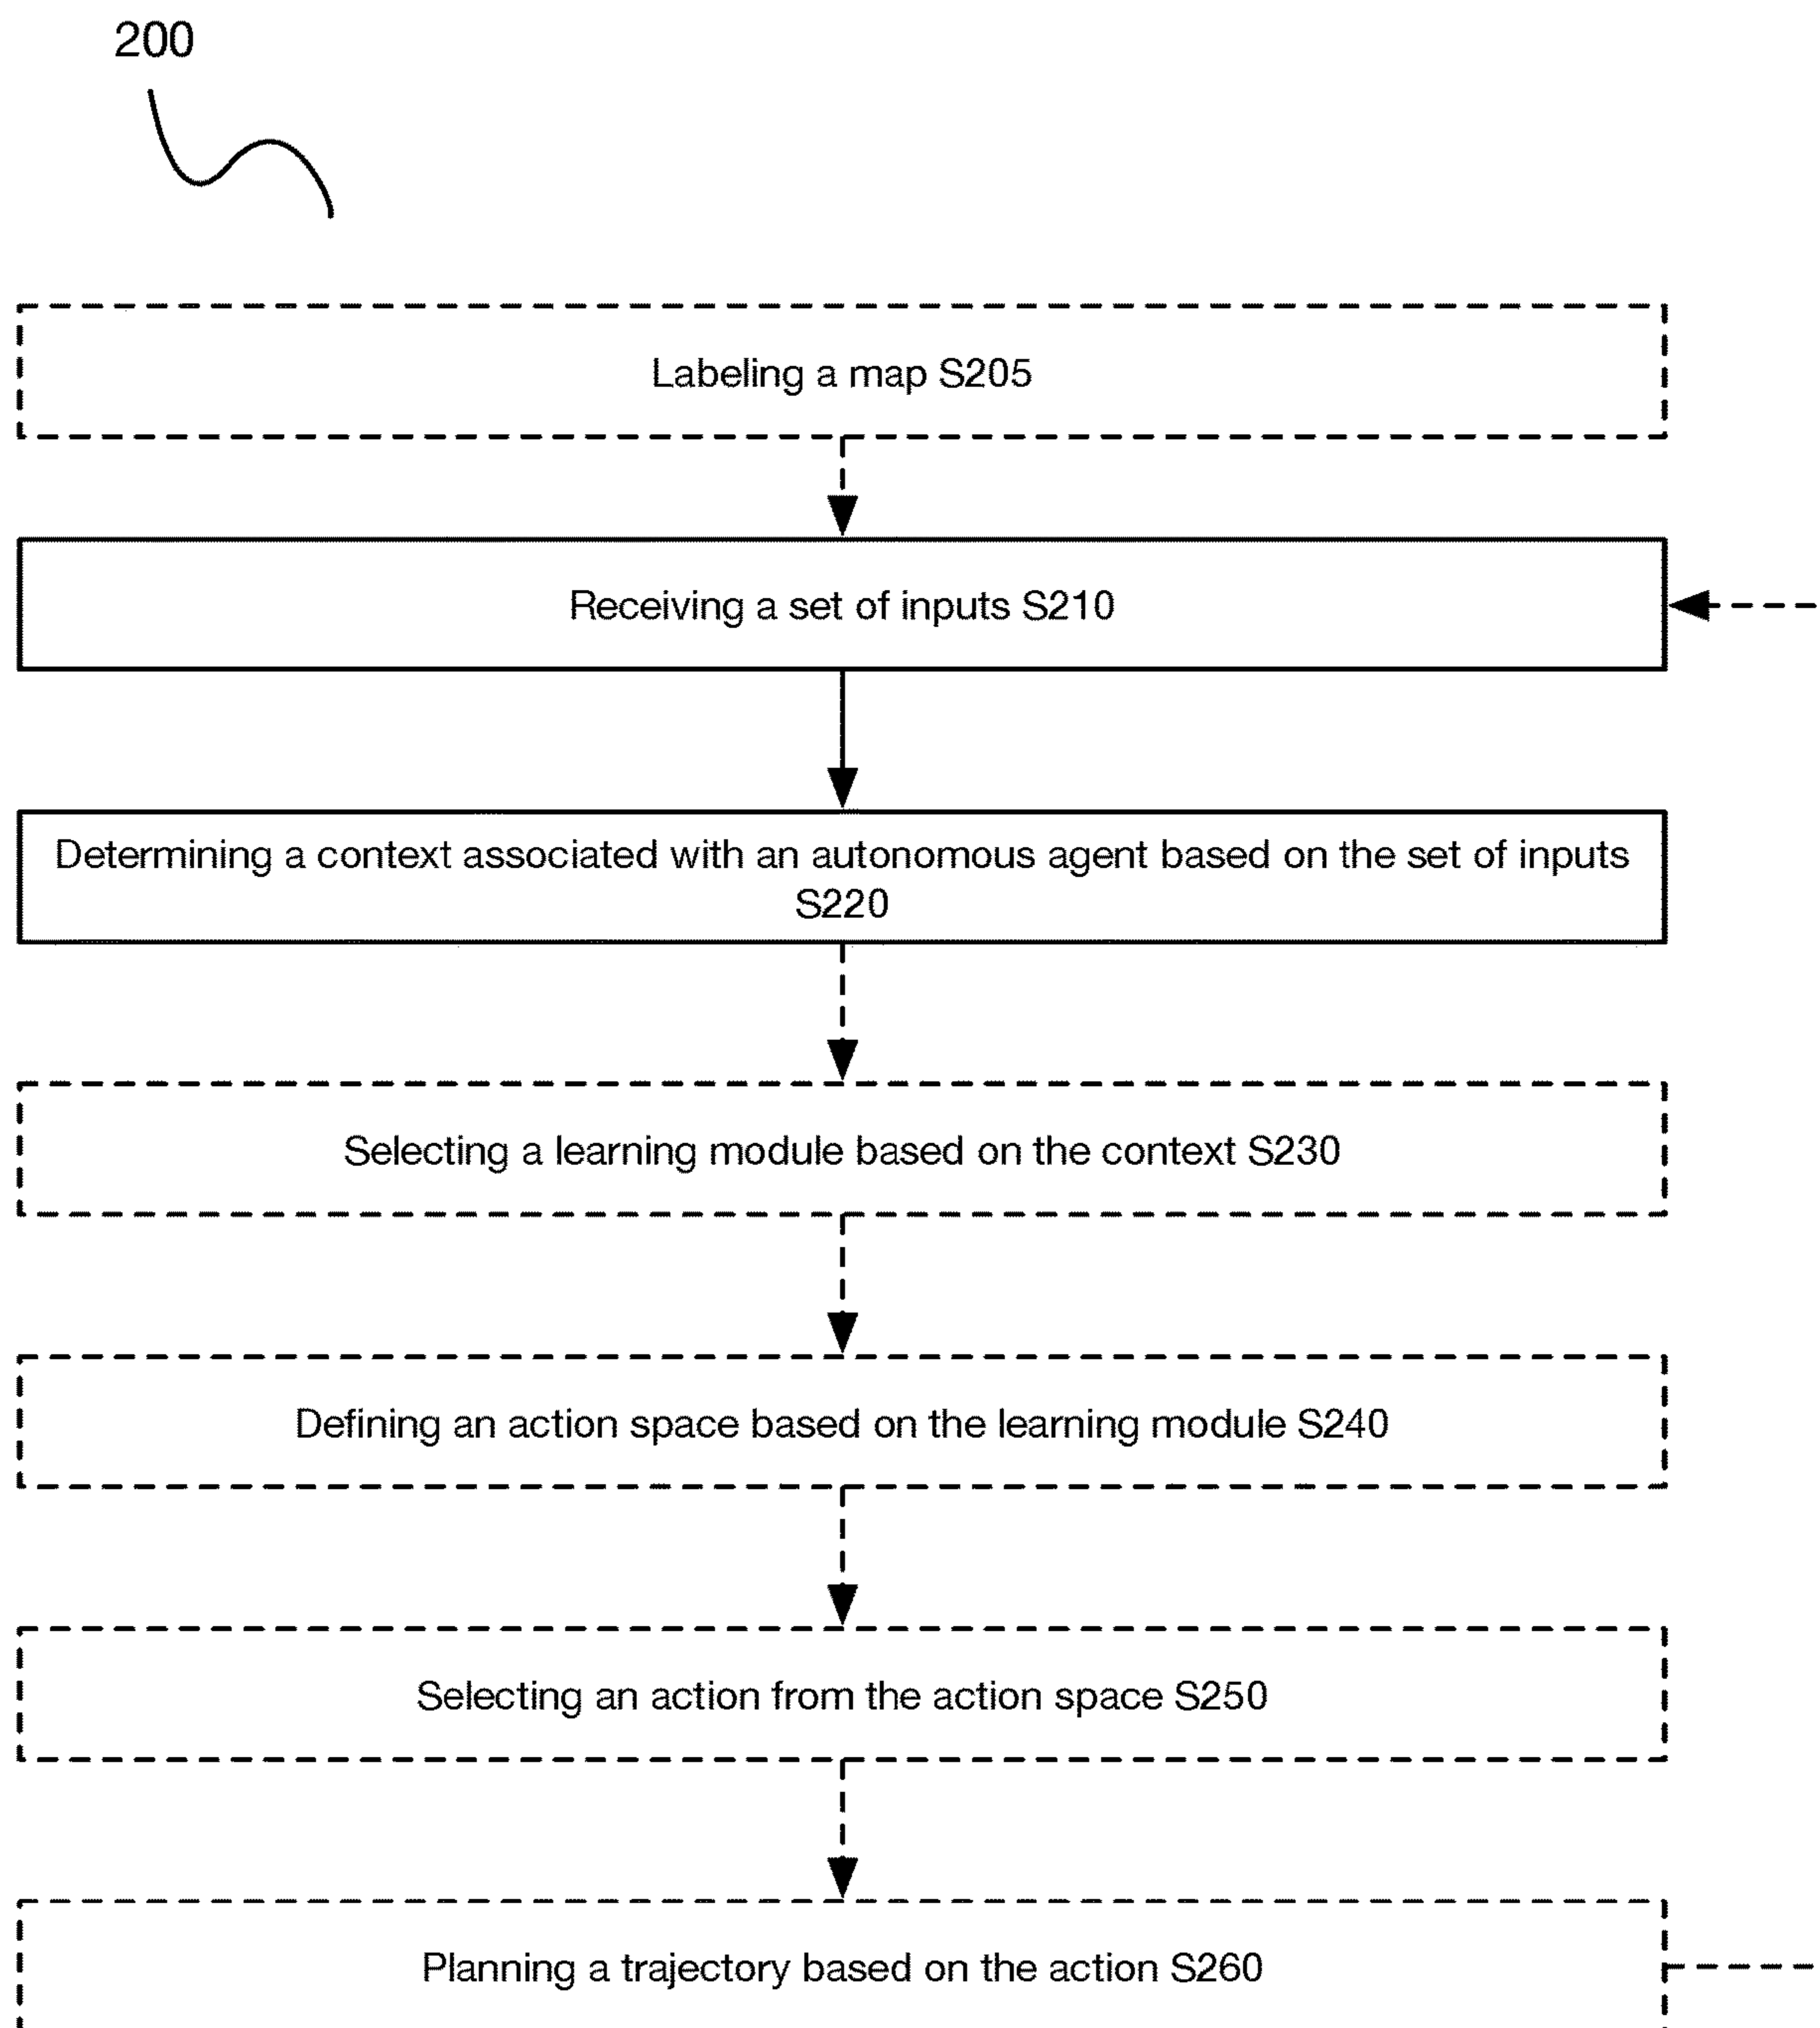 200
Labeling a map S205
Receiving a set of inputs S210
Determining a context associated with an autonomous agent based on the set of inputs
S220
Selecting a learning module based on the context S230
Defining an action space based on the learning module S240
Selecting an action from the action space S250
Planning a trajectory based on the action S260